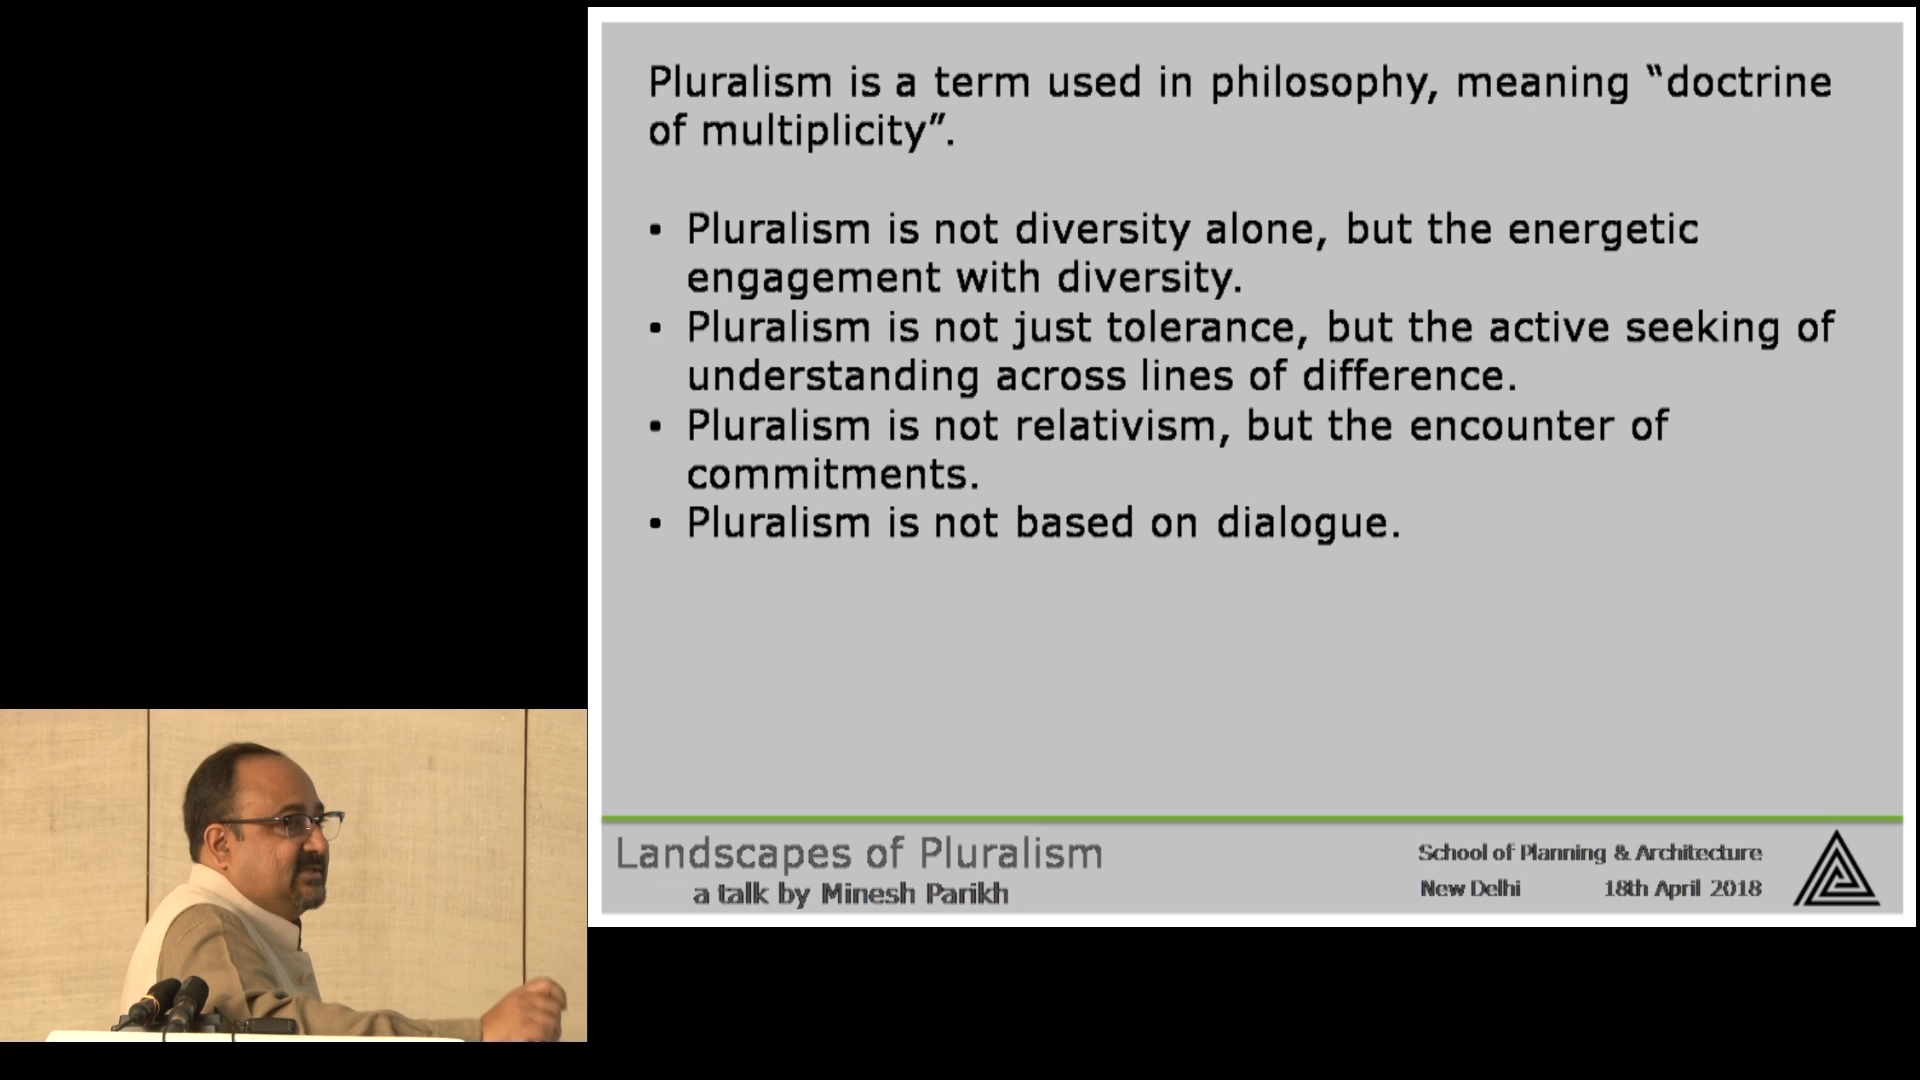 Pluralism is a term used in philosophy, meaning “doctrine
of multiplicity”.
• Pluralism is not diversity alone, but the energetic
engagement with diversity.
• Pluralism is not just tolerance, but the active seeking of
understanding across lines of difference.
• Pluralism is not relativism, but the encounter of
commitments.
• Pluralism is not based on dialogue.
Landscapes of Pluralism
a talk by Minesh Parikh
School of Planning & Architecture
New Delhi 18th April 2018